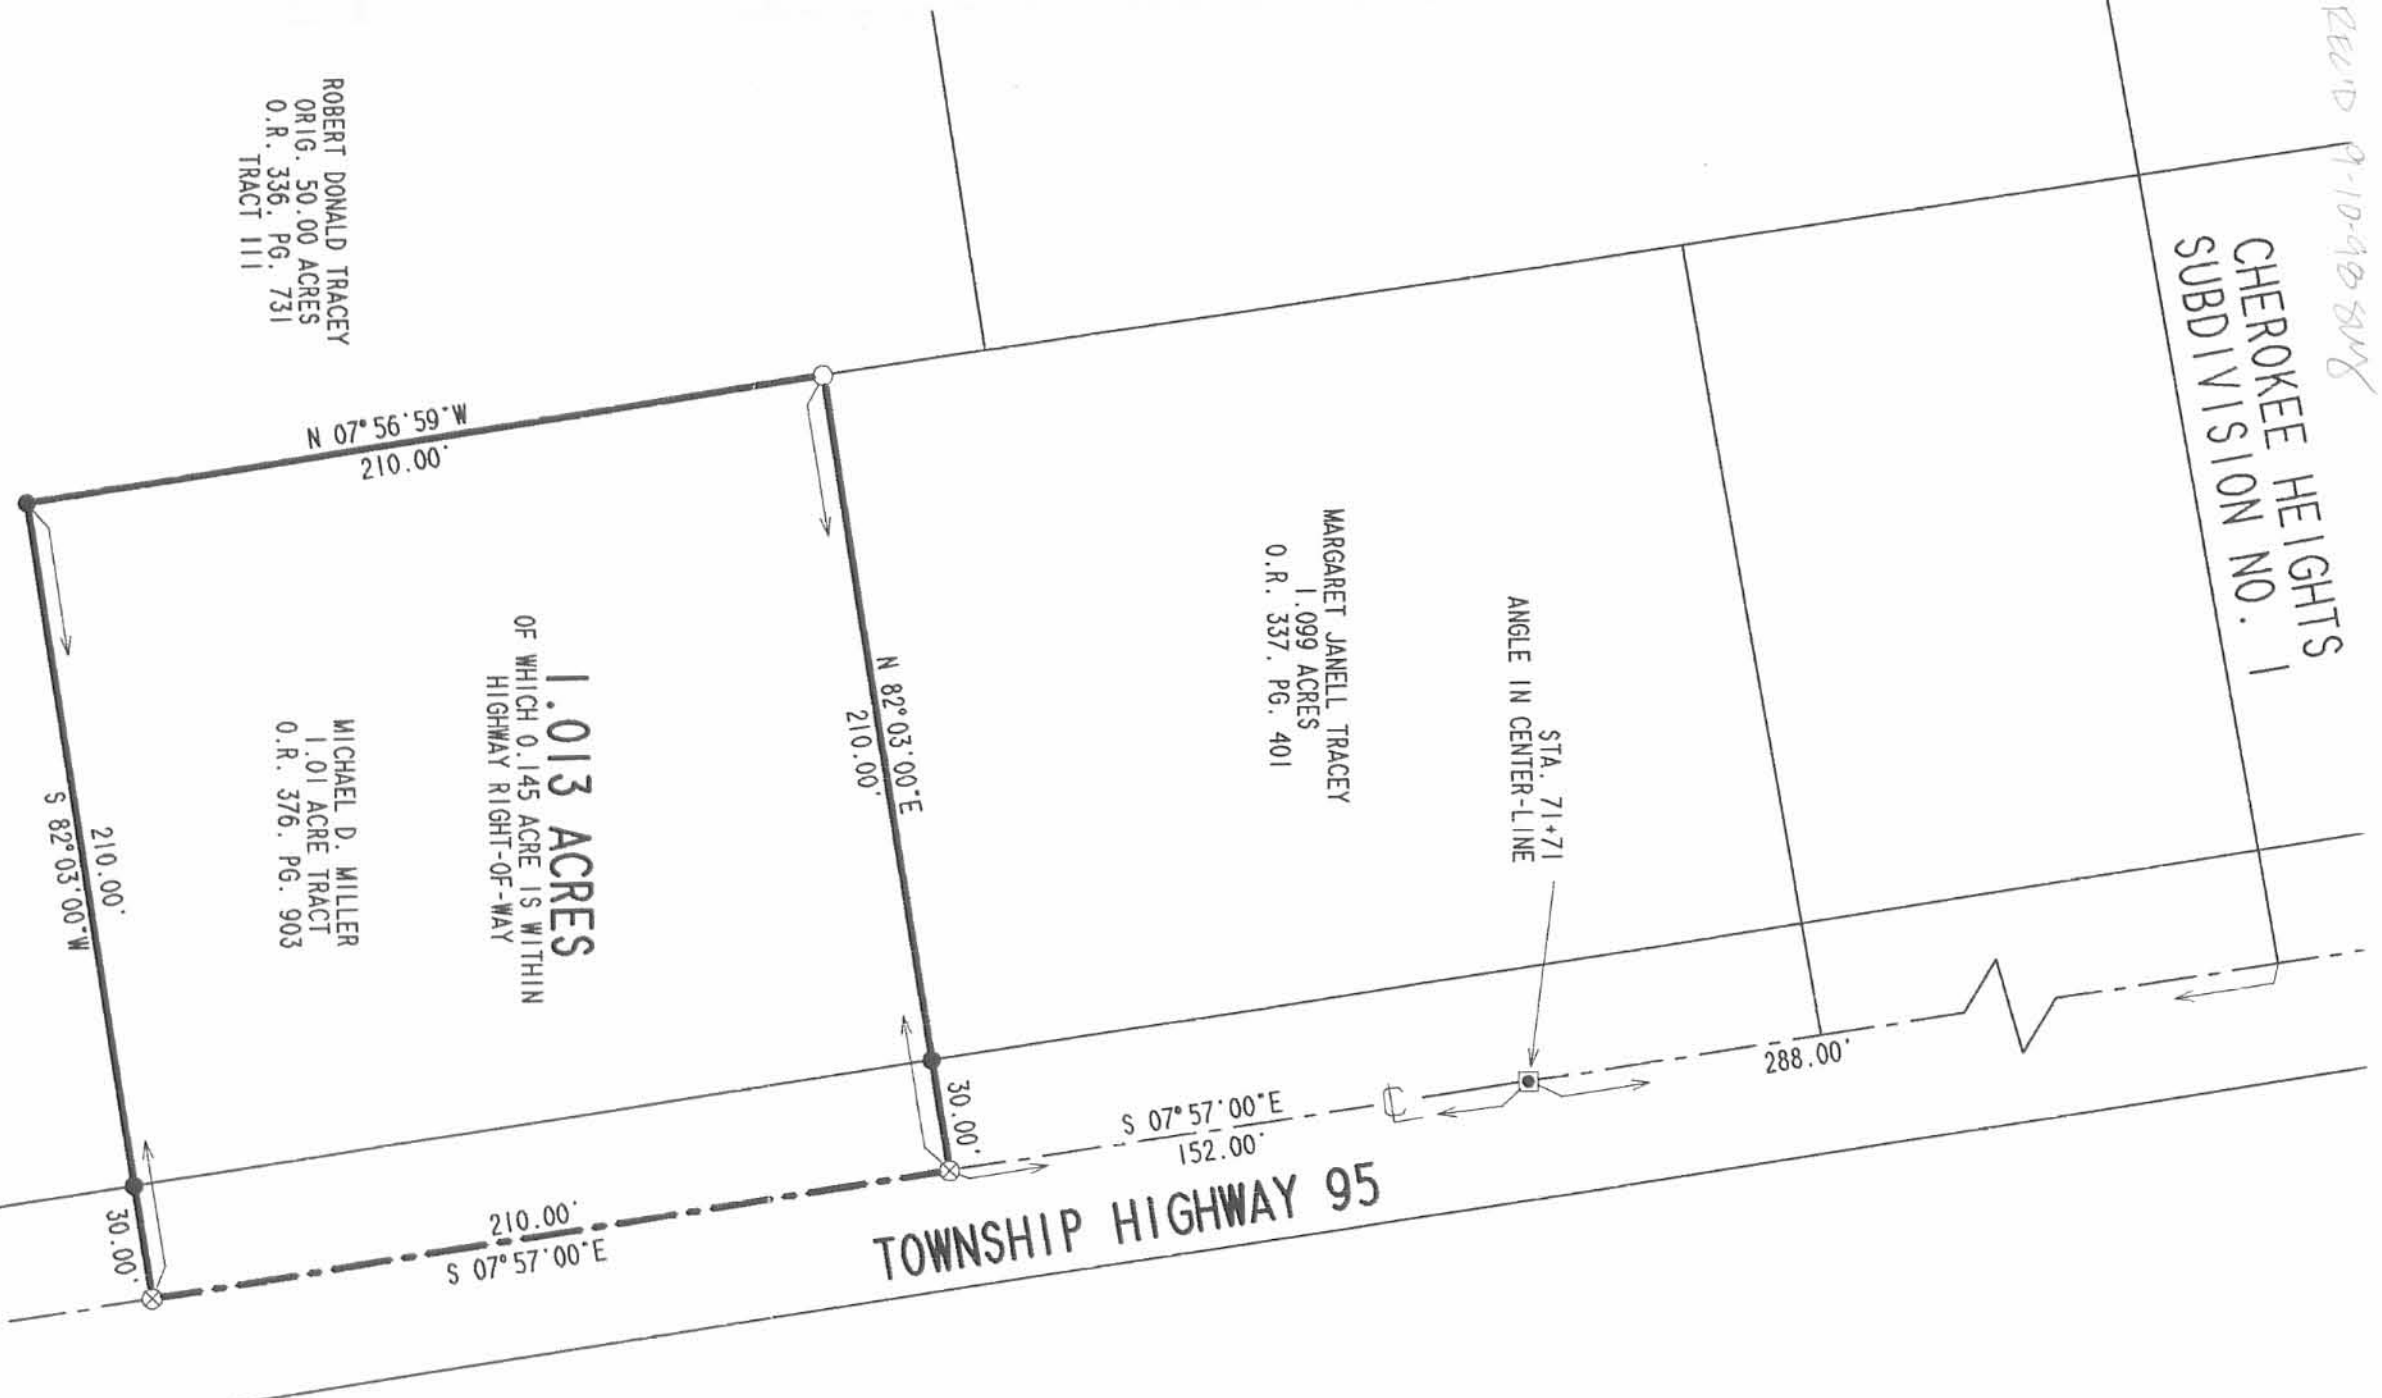 REC'D 9-10-98
CHEROKEE HEIGHTS
SUBDIVISION NO. 1
ROBERT DONALD TRACEY
ORIG. 50.00 ACRES
O.R. 336, PG. 731
TRACT III
N 07°56'59"W
210.00'
N 82°03'00"E
210.00'
MARGARET JANELL TRACEY
1.099 ACRES
O.R. 337, PG. 401
STA. 71+71
ANGLE IN CENTER-LINE
1.013 ACRES
OF WHICH 0.145 ACRE IS WITHIN
HIGHWAY RIGHT-OF-WAY
MICHAEL D. MILLER
1.01 ACRE TRACT
O.R. 376, PG. 903
210.00'
S 82°03'00"W
288.00'
30.00'
S 07°57'00"E
152.00'
℄
TOWNSHIP HIGHWAY 95
30.00'
210.00'
S 07°57'00"E